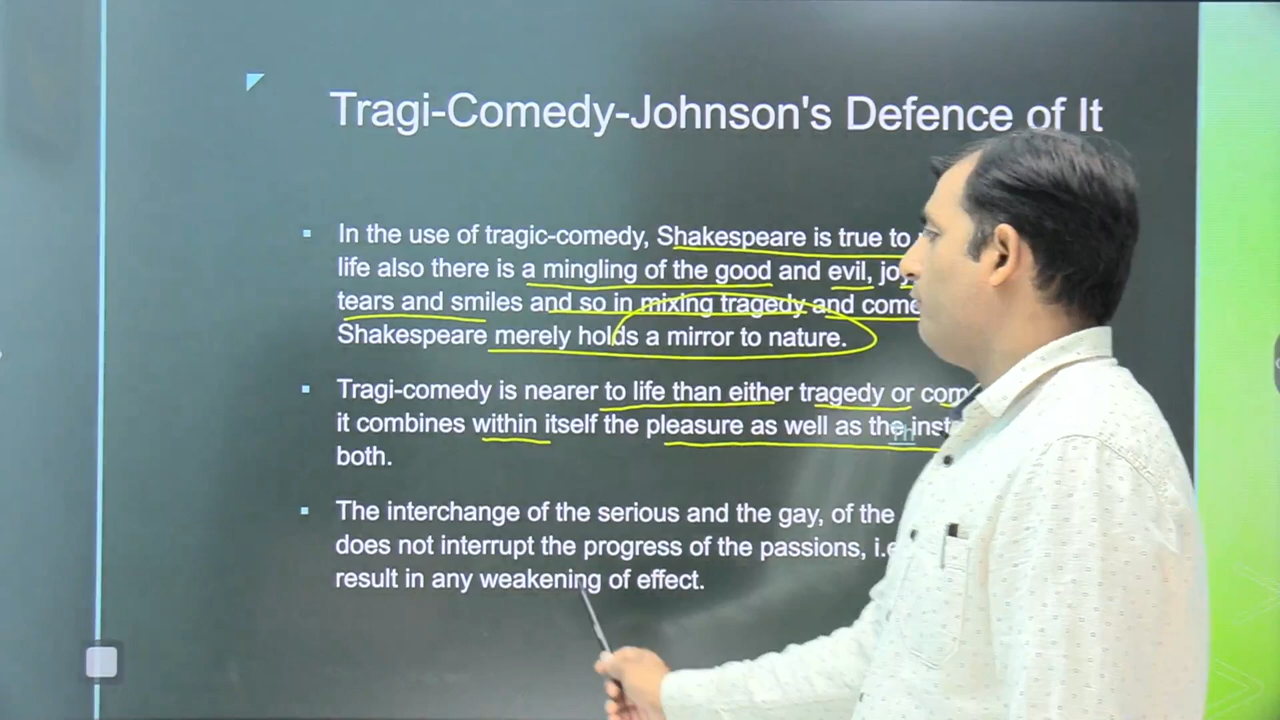 Tragi-Comedy-Johnson's Defence of It
In the use of tragic-comedy, Shakespeare is true to
life also there is a mingling of the good and evil,
tears and smiles and so in mixing tragedy and
Shakespeare merely holds a mirror to nature.
Tragi-comedy is nearer to life than either tragedy or
it combines within itself the pleasure as well as the
both.
The interchange of the serious and the gay, of the
does not interrupt the progress of the passions,
result in any weakening of effect.